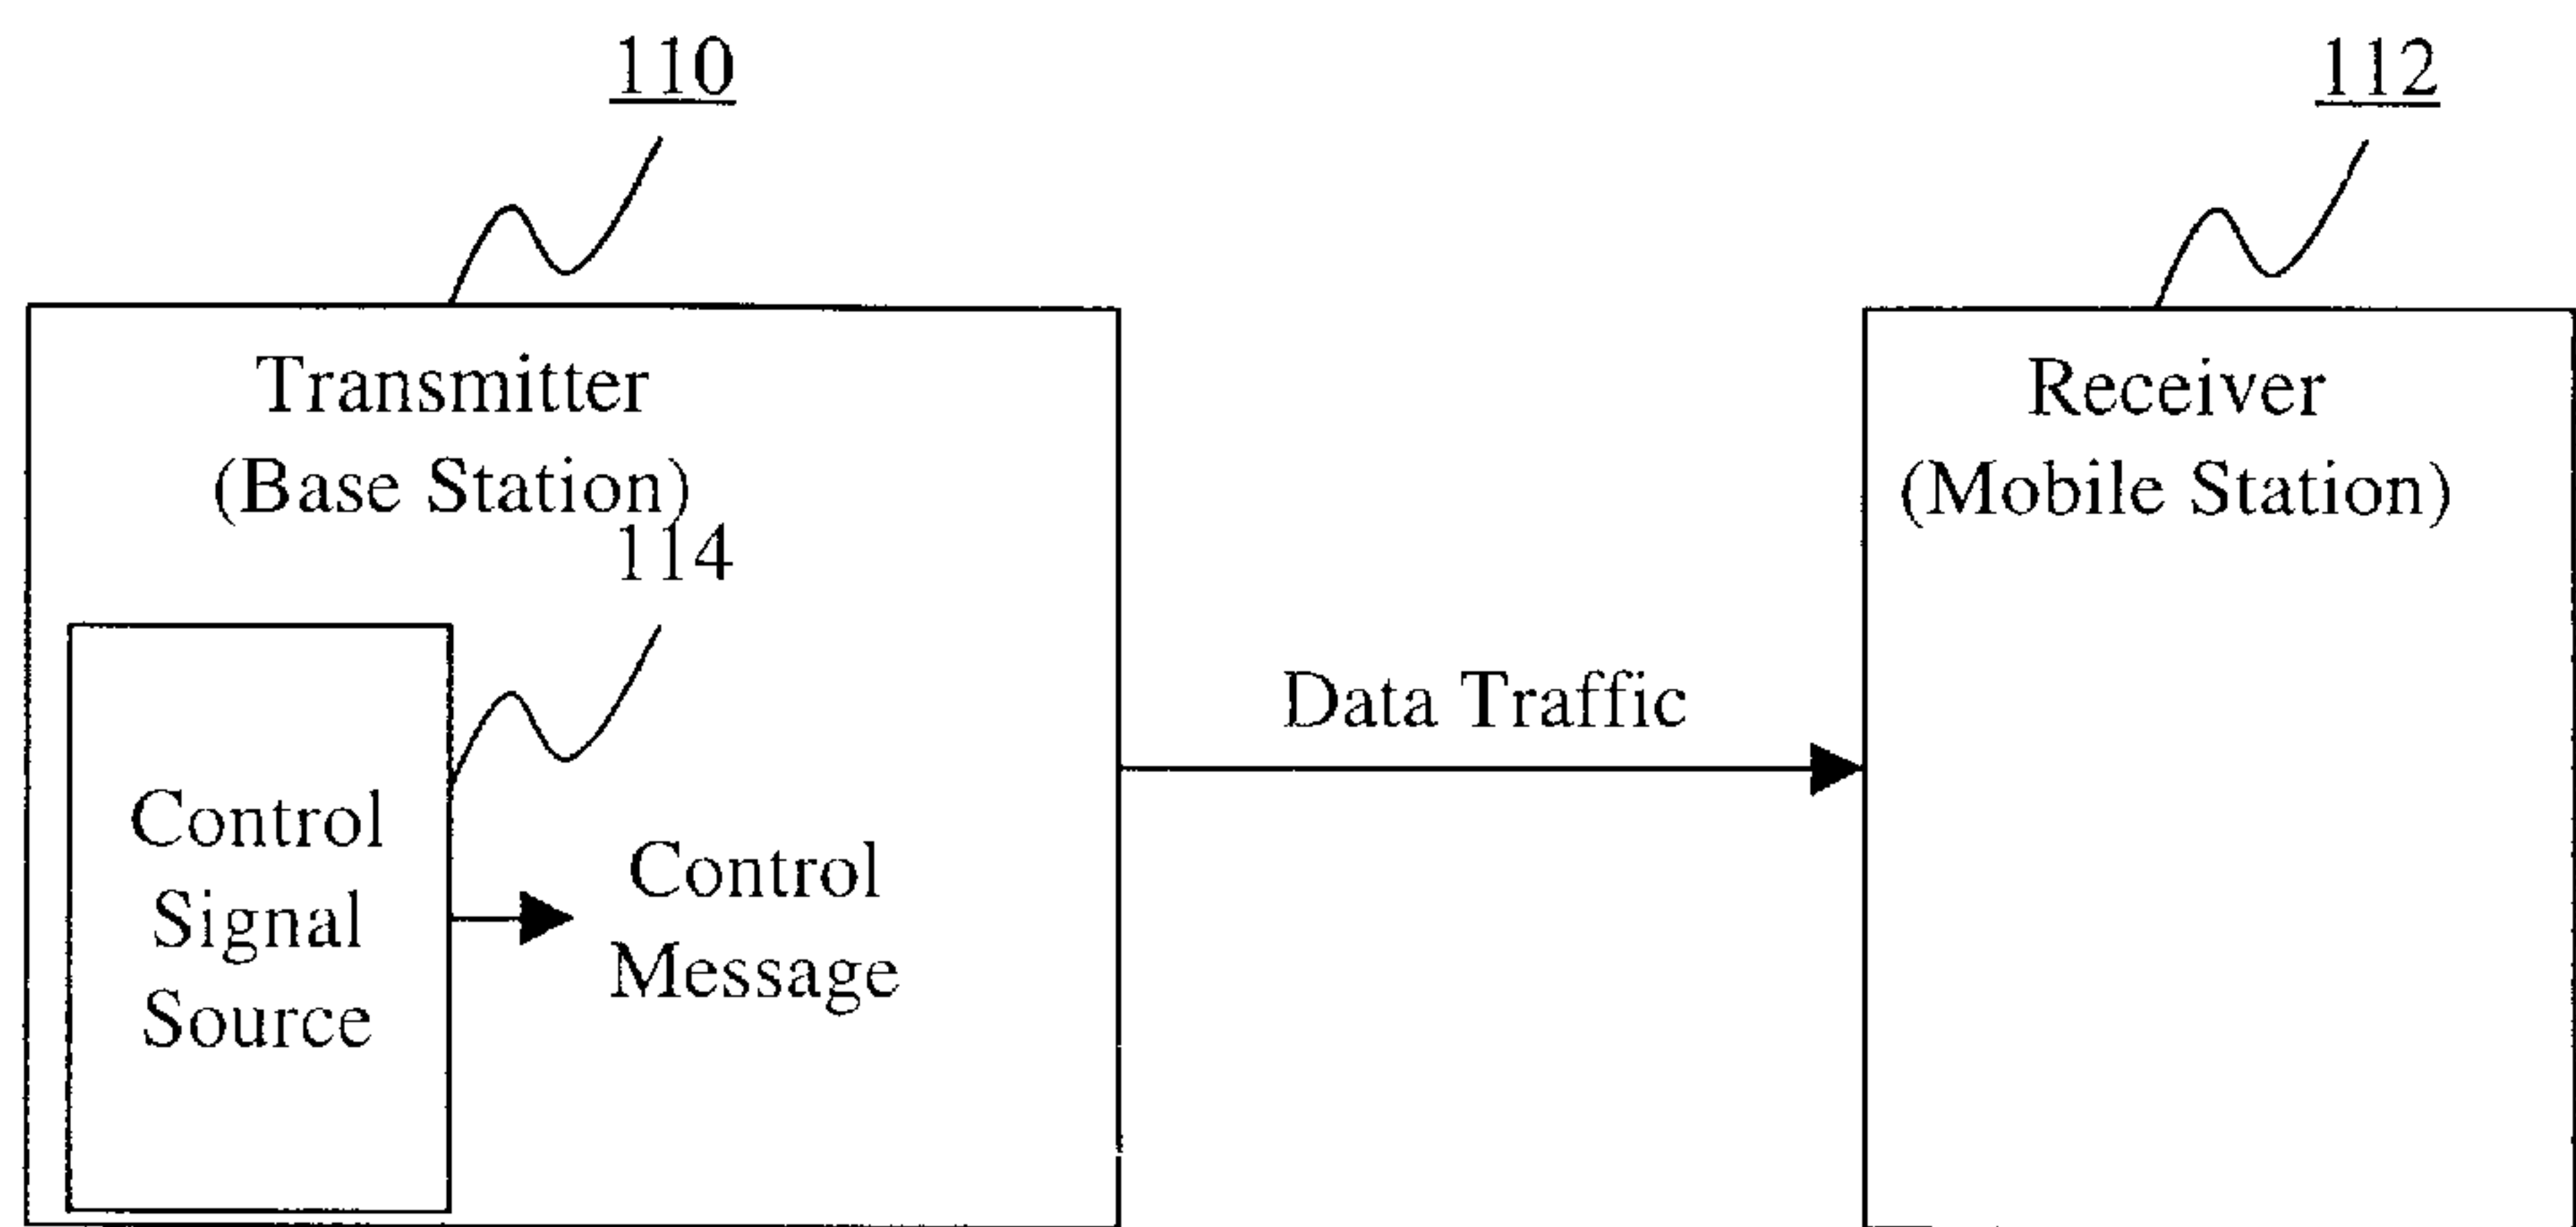 110
112
Transmitter
(Base Station)
114
Receiver
(Mobile Station)
Data Traffic
Control
Signal
Source
Control
Message